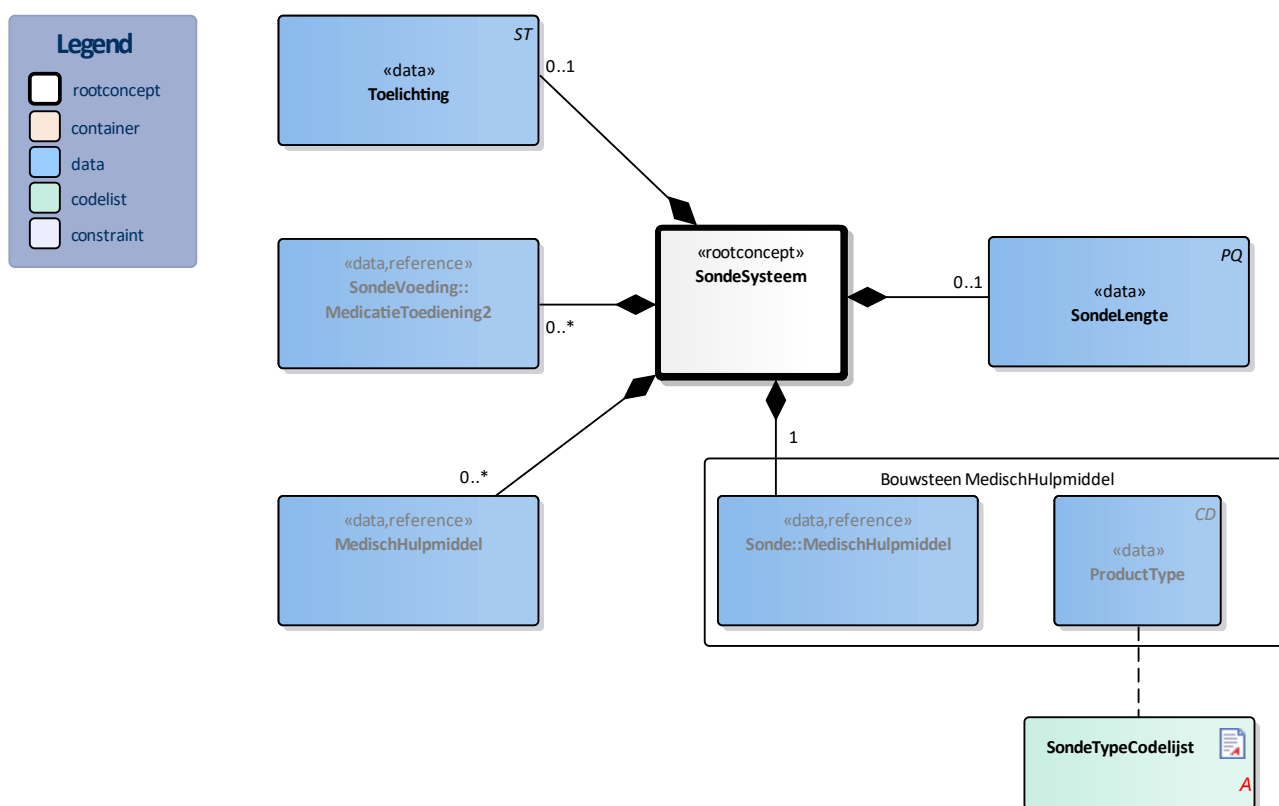 Legend
rootconcept
container
data
codelist
constraint
ST
«data»
Toelichting
0..1
«data,reference»
SondeVoeding::
MedicatieToediening2
0..*
«rootconcept»
SondeSysteem
0..1
PQ
«data»
SondeLengte
0..*
«data,reference»
MedischHulpmiddel
1
Bouwsteen MedischHulpmiddel
«data,reference»
Sonde::MedischHulpmiddel
CD
«data»
ProductType
SondeTypeCodelijst
A